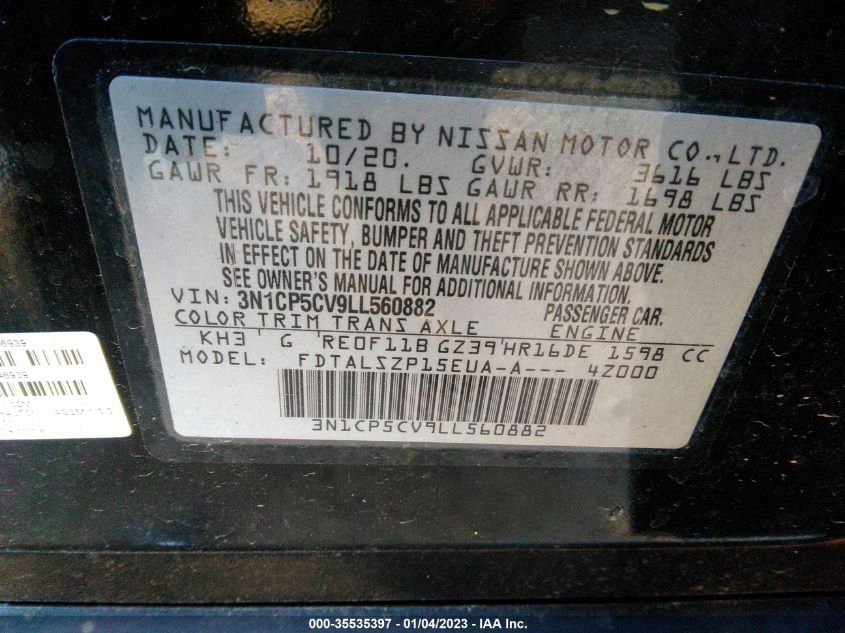 MANUFACTURED BY NISSAN MOTOR CO., LTD.
DATE: 10/20. GVWR: 3616 LBS
GAWR FR: 1918 LBS GAWR RR: 1698 LBS
THIS VEHICLE CONFORMS TO ALL APPLICABLE FEDERAL MOTOR
VEHICLE SAFETY, BUMPER AND THEFT PREVENTION STANDARDS
IN EFFECT ON THE DATE OF MANUFACTURE SHOWN ABOVE.
SEE OWNER'S MANUAL FOR ADDITIONAL INFORMATION.
VIN: 3N1CP5CV9LL560882 PASSENGER CAR.
COLOR TRIM TRANS AXLE ENGINE
KH3 ' G ' RE0F11B GZ39 ' HR16DE 1598 CC
MODEL: FDTALSZP15EUA-A--- 4Z000
3N1CP5CV9LL560882
6939
6939
000-35535397 - 01/04/2023 - IAA Inc.